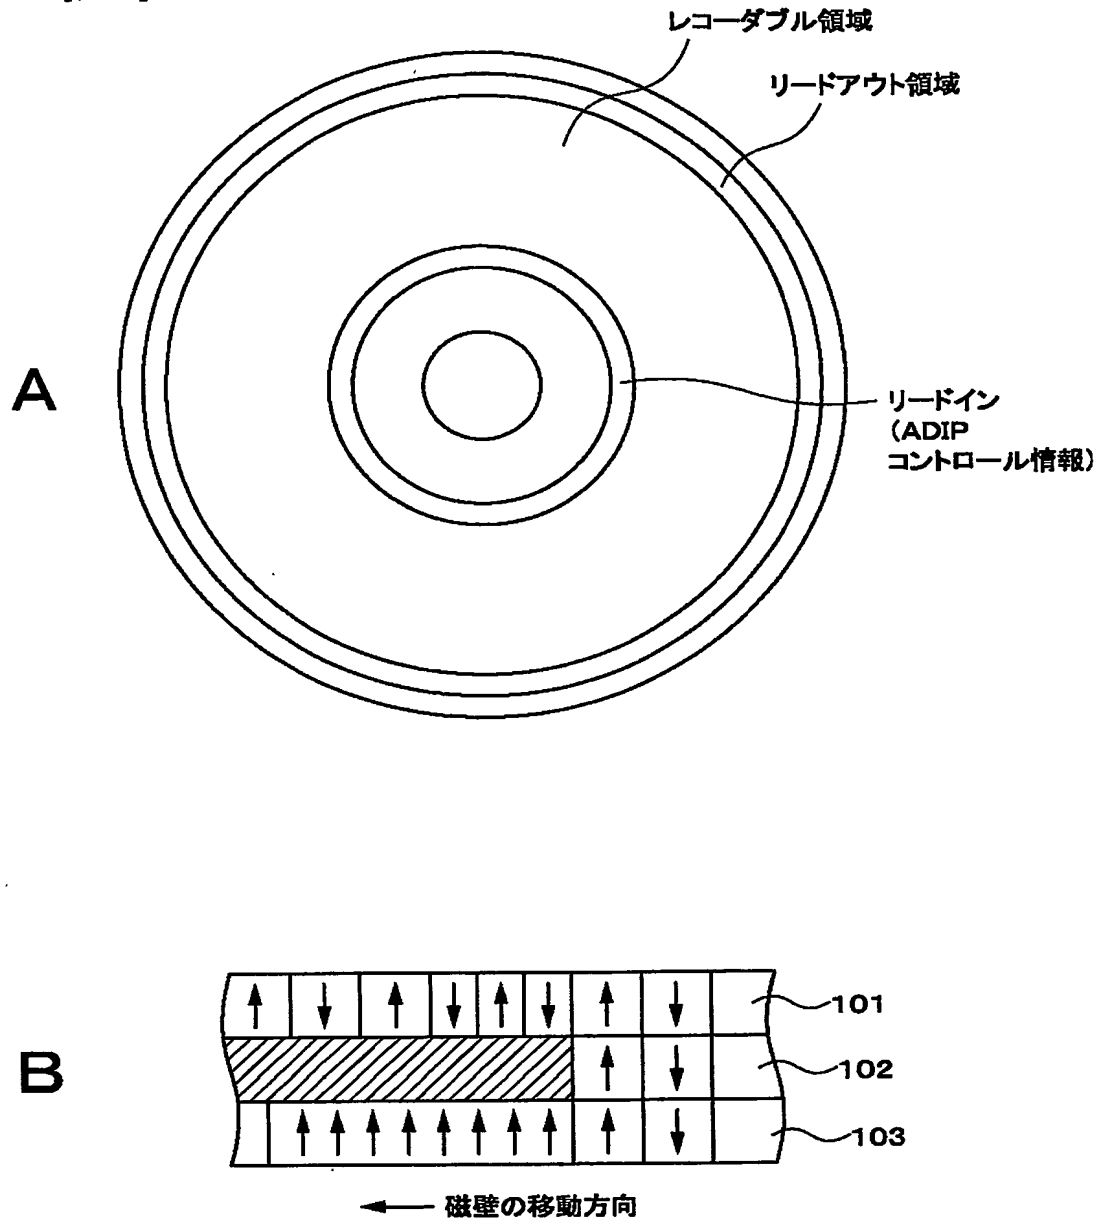 レコーダブル領域
リードアウト領域
A
リードイン
(ADIP
コントロール情報)
B
101
102
103
磁壁の移動方向